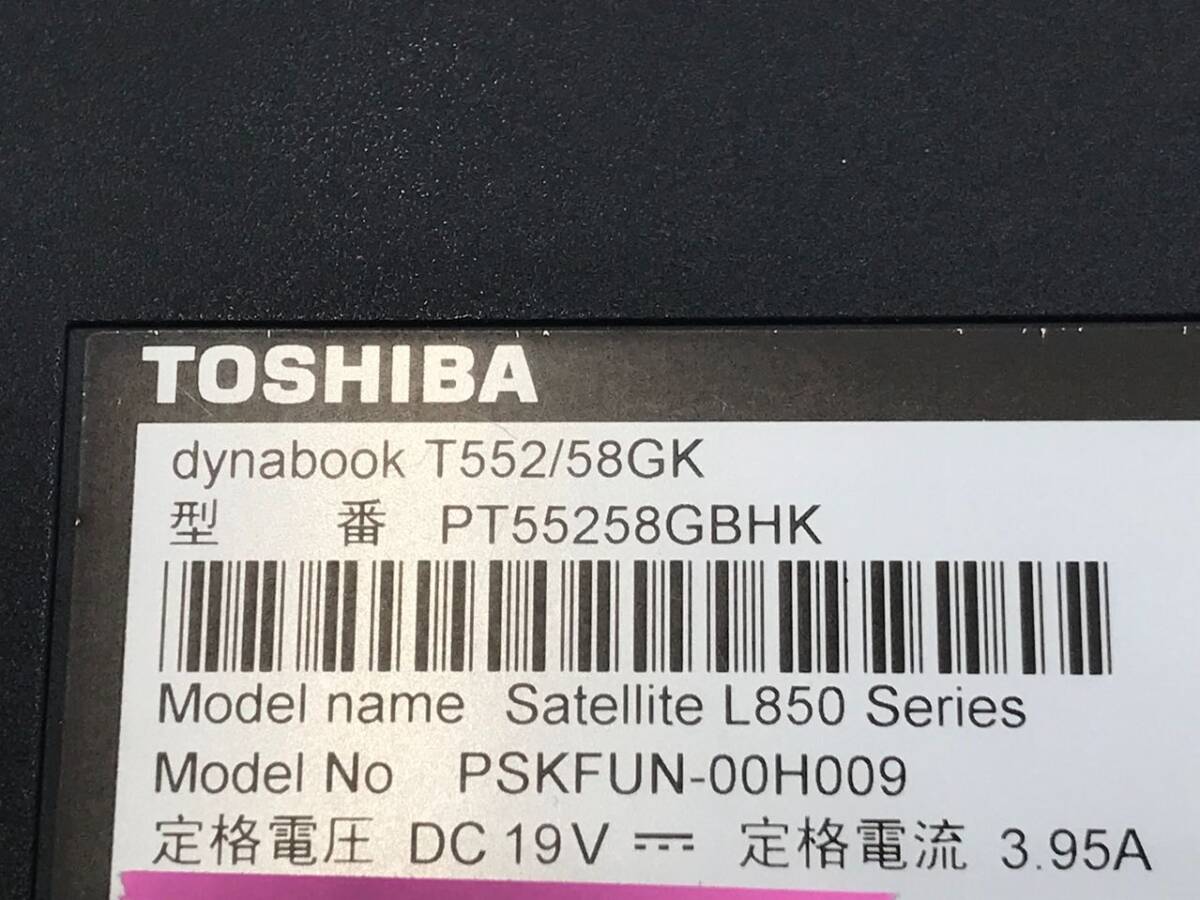 TOSHIBA
dynabook T552/58GK
型 番 PT55258GBHK
Model name Satellite L850 Series
Model No PSKFUN-00H009
定格電圧 DC 19V ⎓ 定格電流 3.95A